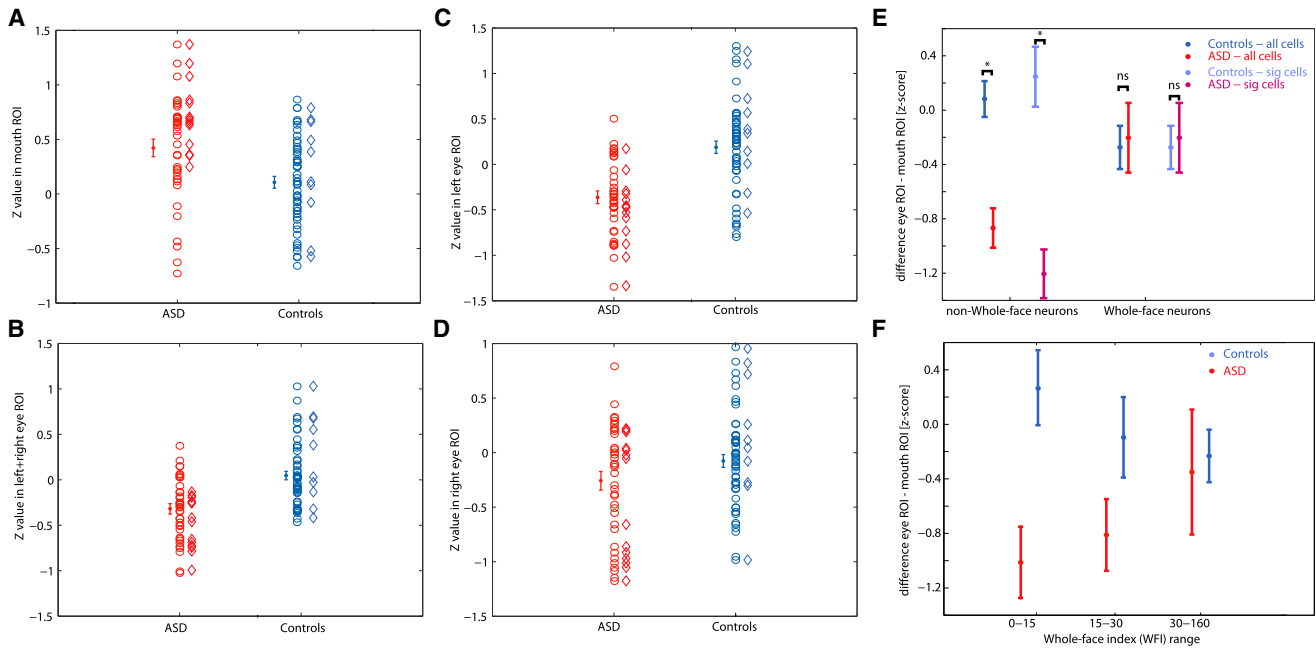 A
1.5
1
0.5
0
−0.5
−1
Z value in mouth ROI
ASD
Controls
B
1.5
1
0.5
0
−0.5
−1
−1.5
Z value in left+right eye ROI
ASD
Controls
C
1.5
1
0.5
0
−0.5
−1
−1.5
Z value in left eye ROI
ASD
Controls
D
1
0.5
0
−0.5
−1
−1.5
Z value in right eye ROI
ASD
Controls
E
0.4
0.0
−0.4
−0.8
−1.2
difference eye ROI - mouth ROI [z-score]
*
*
ns
ns
Controls – all cells
ASD – all cells
Controls – sig cells
ASD – sig cells
non-Whole-face neurons
Whole-face neurons
F
0.4
0.0
−0.4
−0.8
−1.2
difference eye ROI - mouth ROI [z-score]
Controls
ASD
0−15
15−30
30−160
Whole-face index (WFI) range